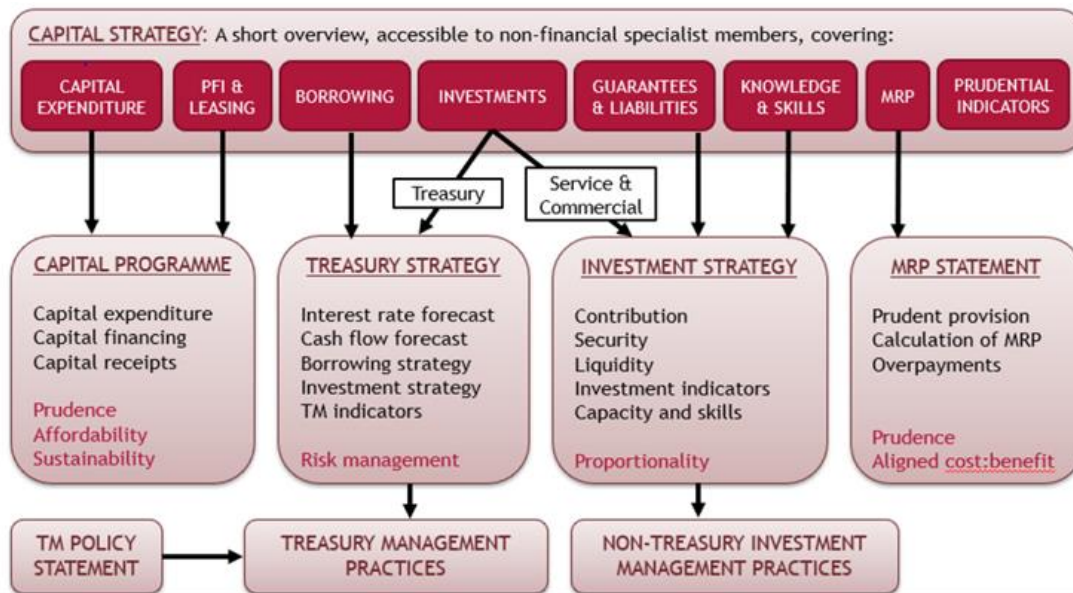 CAPITAL STRATEGY: A short overview, accessible to non-financial specialist members, covering:
CAPITAL
EXPENDITURE
PFI &
LEASING
BORROWING
INVESTMENTS
GUARANTEES
& LIABILITIES
KNOWLEDGE
& SKILLS
MRP
PRUDENTIAL
INDICATORS
Treasury
Service &
Commercial
CAPITAL PROGRAMME
Capital expenditure
Capital financing
Capital receipts
Prudence
Affordability
Sustainability
TREASURY STRATEGY
Interest rate forecast
Cash flow forecast
Borrowing strategy
Investment strategy
TM indicators
Risk management
INVESTMENT STRATEGY
Contribution
Security
Liquidity
Investment indicators
Capacity and skills
Proportionality
MRP STATEMENT
Prudent provision
Calculation of MRP
Overpayments
Prudence
Aligned cost:benefit
TM POLICY
STATEMENT
TREASURY MANAGEMENT
PRACTICES
NON-TREASURY INVESTMENT
MANAGEMENT PRACTICES